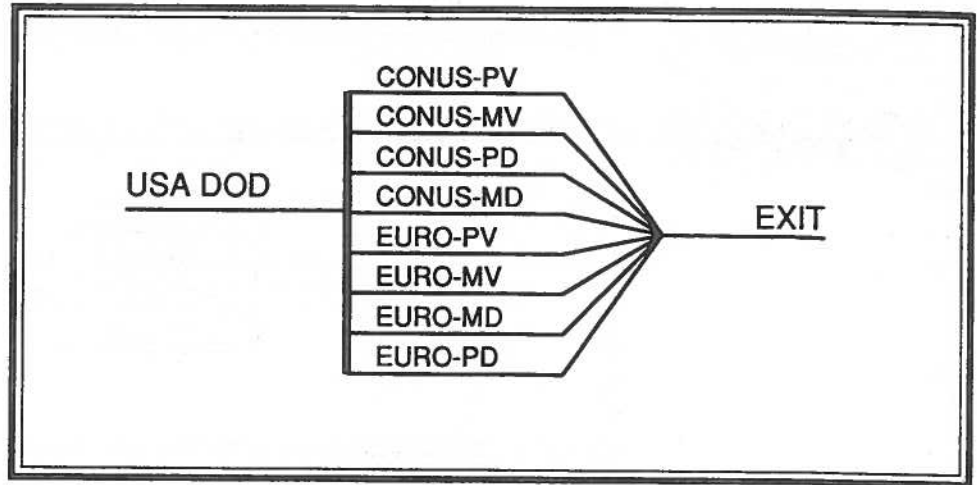 CONUS-PV
CONUS-MV
CONUS-PD
USA DOD
CONUS-MD
EXIT
EURO-PV
EURO-MV
EURO-MD
EURO-PD